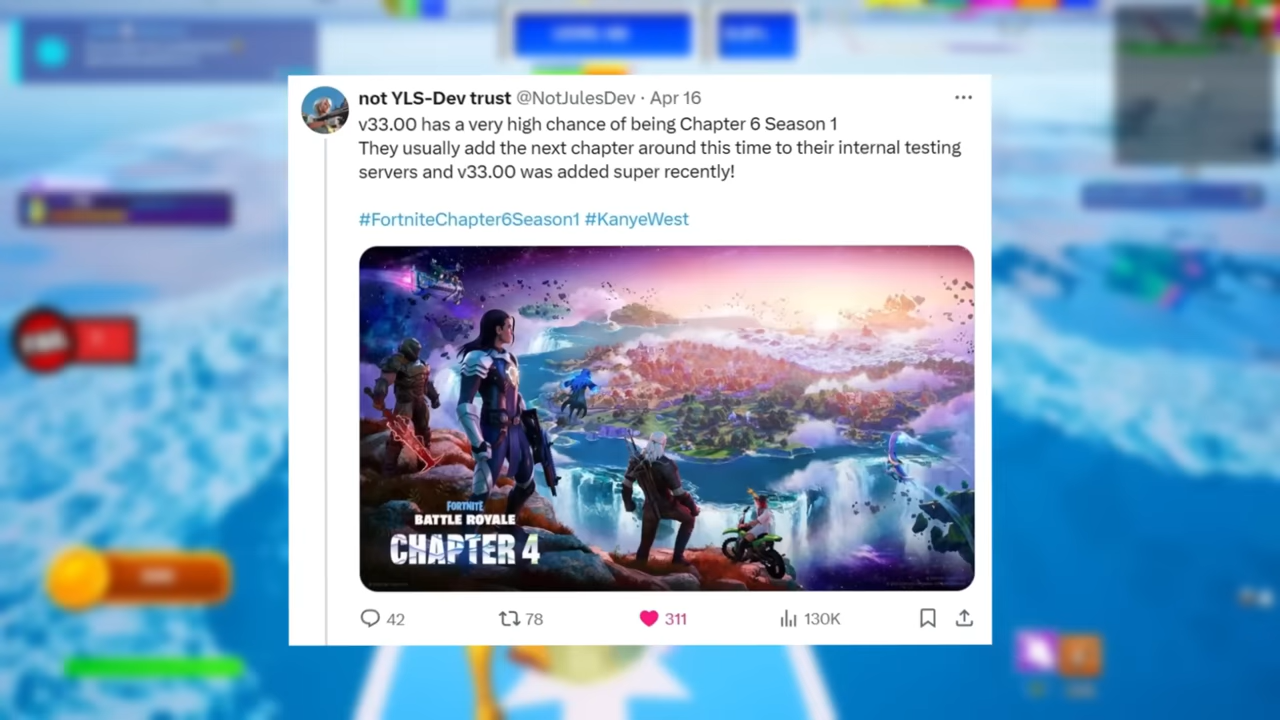 not YLS-Dev trust @NotJulesDev · Apr 16
v33.00 has a very high chance of being Chapter 6 Season 1
They usually add the next chapter around this time to their internal testing
servers and v33.00 was added super recently!
#FortniteChapter6Season1 #KanyeWest
FORTNITE
BATTLE ROYALE
CHAPTER 4
42 78 311 130K